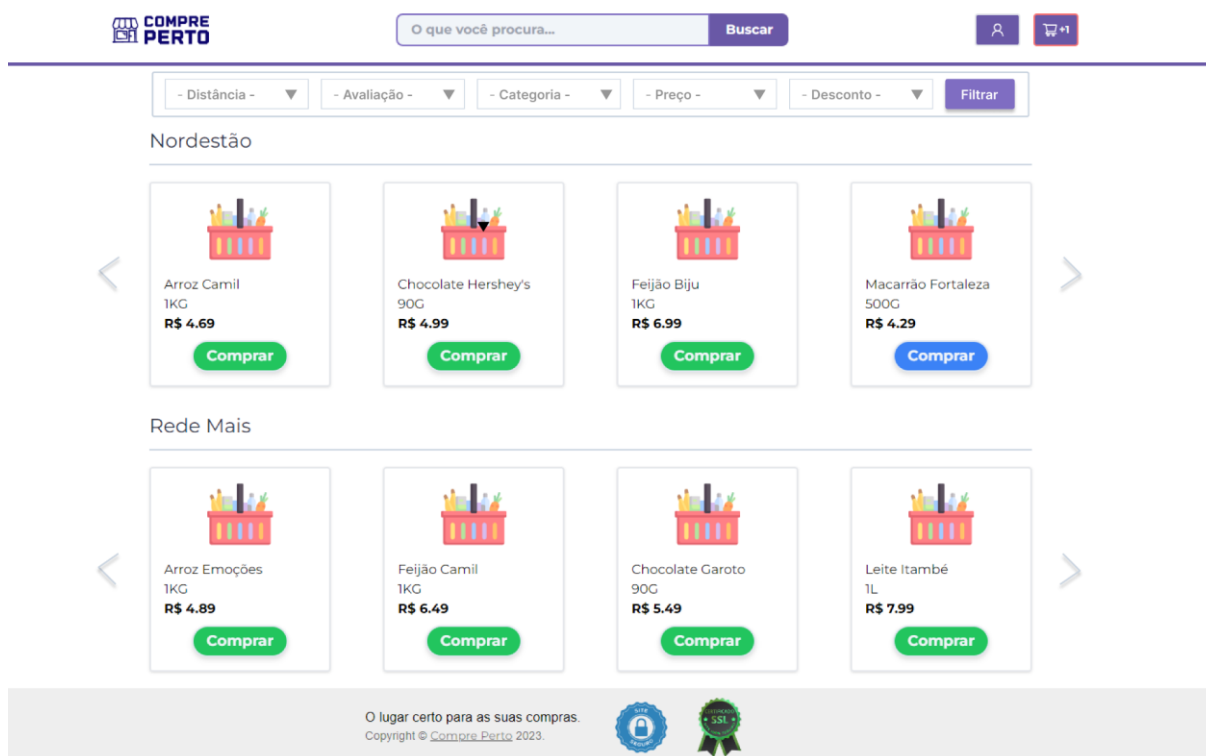 COMPRE
PERTO
O que você procura...
Buscar
+1
- Distância -
- Avaliação -
- Categoria -
- Preço -
- Desconto -
Filtrar
Nordestão
Arroz Camil
1KG
R$ 4.69
Comprar
Chocolate Hershey's
90G
R$ 4.99
Comprar
Feijão Biju
1KG
R$ 6.99
Comprar
Macarrão Fortaleza
500G
R$ 4.29
Comprar
Rede Mais
Arroz Emoções
1KG
R$ 4.89
Comprar
Feijão Camil
1KG
R$ 6.49
Comprar
Chocolate Garoto
90G
R$ 5.49
Comprar
Leite Itambé
1L
R$ 7.99
Comprar
O lugar certo para as suas compras.
Copyright © Compre Perto 2023.
SITE
SEGURO
CERTIFICADO
SSL